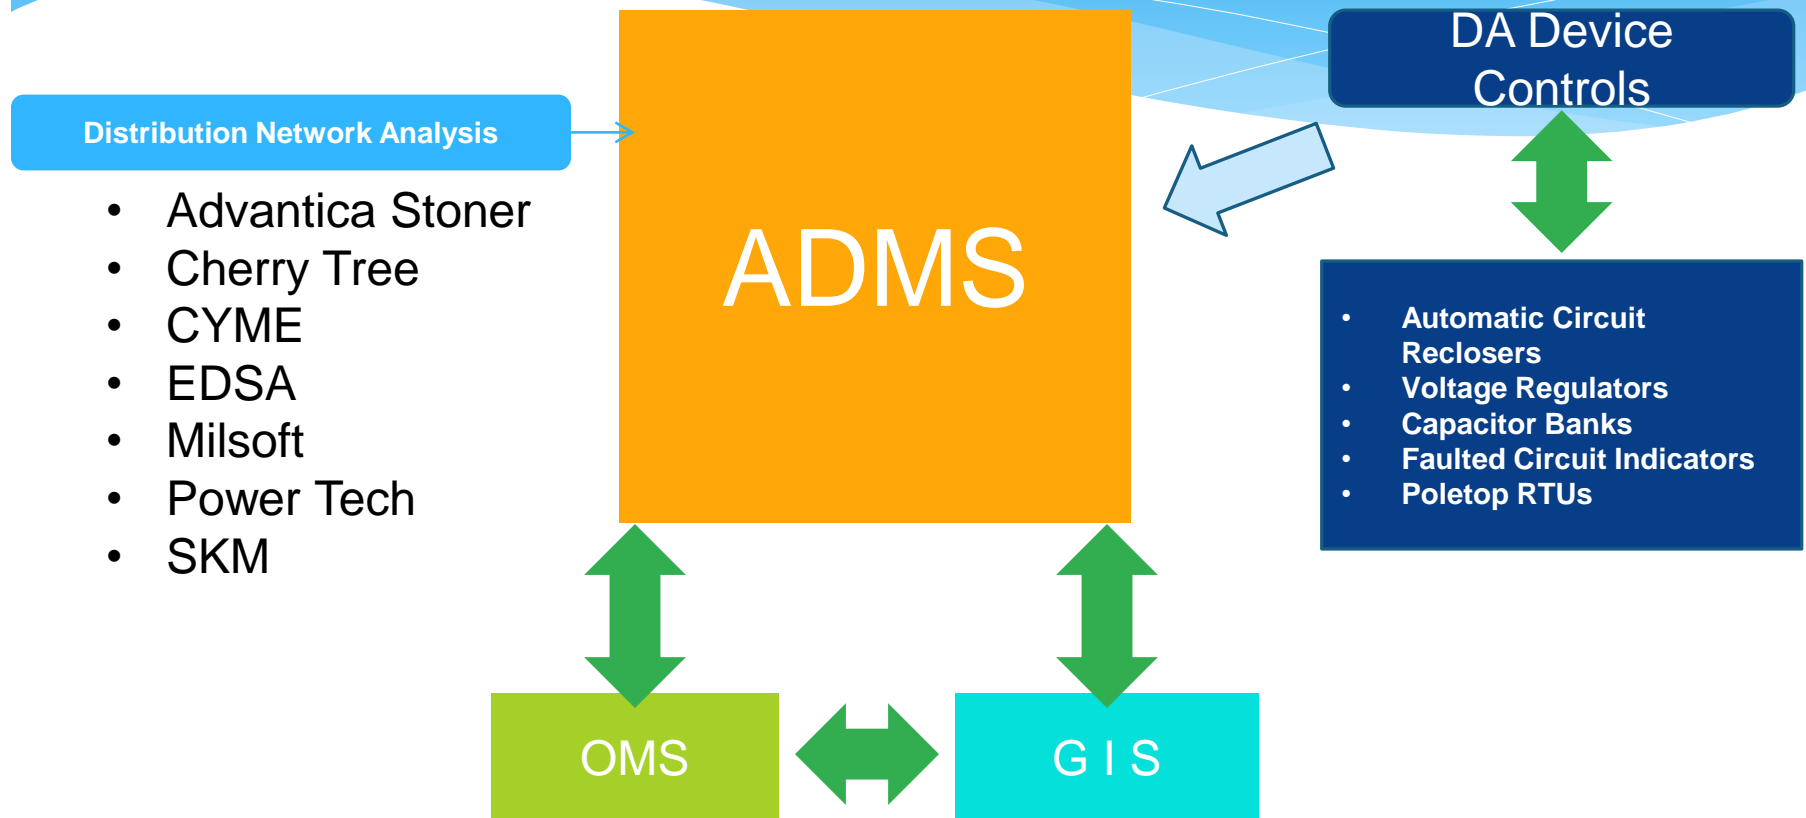 DA Device
Controls
Distribution Network Analysis
• Advantica Stoner
• Cherry Tree
• CYME
• EDSA
• Milsoft
• Power Tech
• SKM
ADMS
• Automatic Circuit
Reclosers
• Voltage Regulators
• Capacitor Banks
• Faulted Circuit Indicators
• Poletop RTUs
OMS
G I S